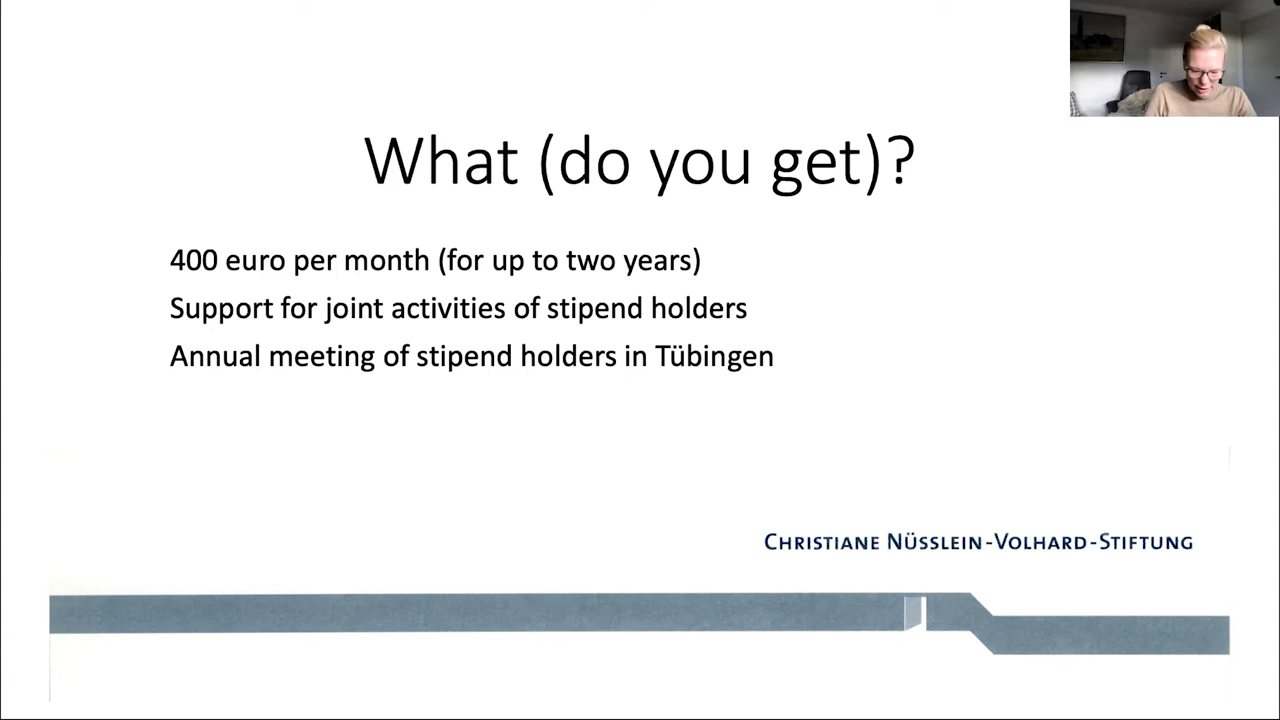 What (do you get)?
400 euro per month (for up to two years)
Support for joint activities of stipend holders
Annual meeting of stipend holders in Tübingen
CHRISTIANE NÜSSLEIN-VOLHARD-STIFTUNG